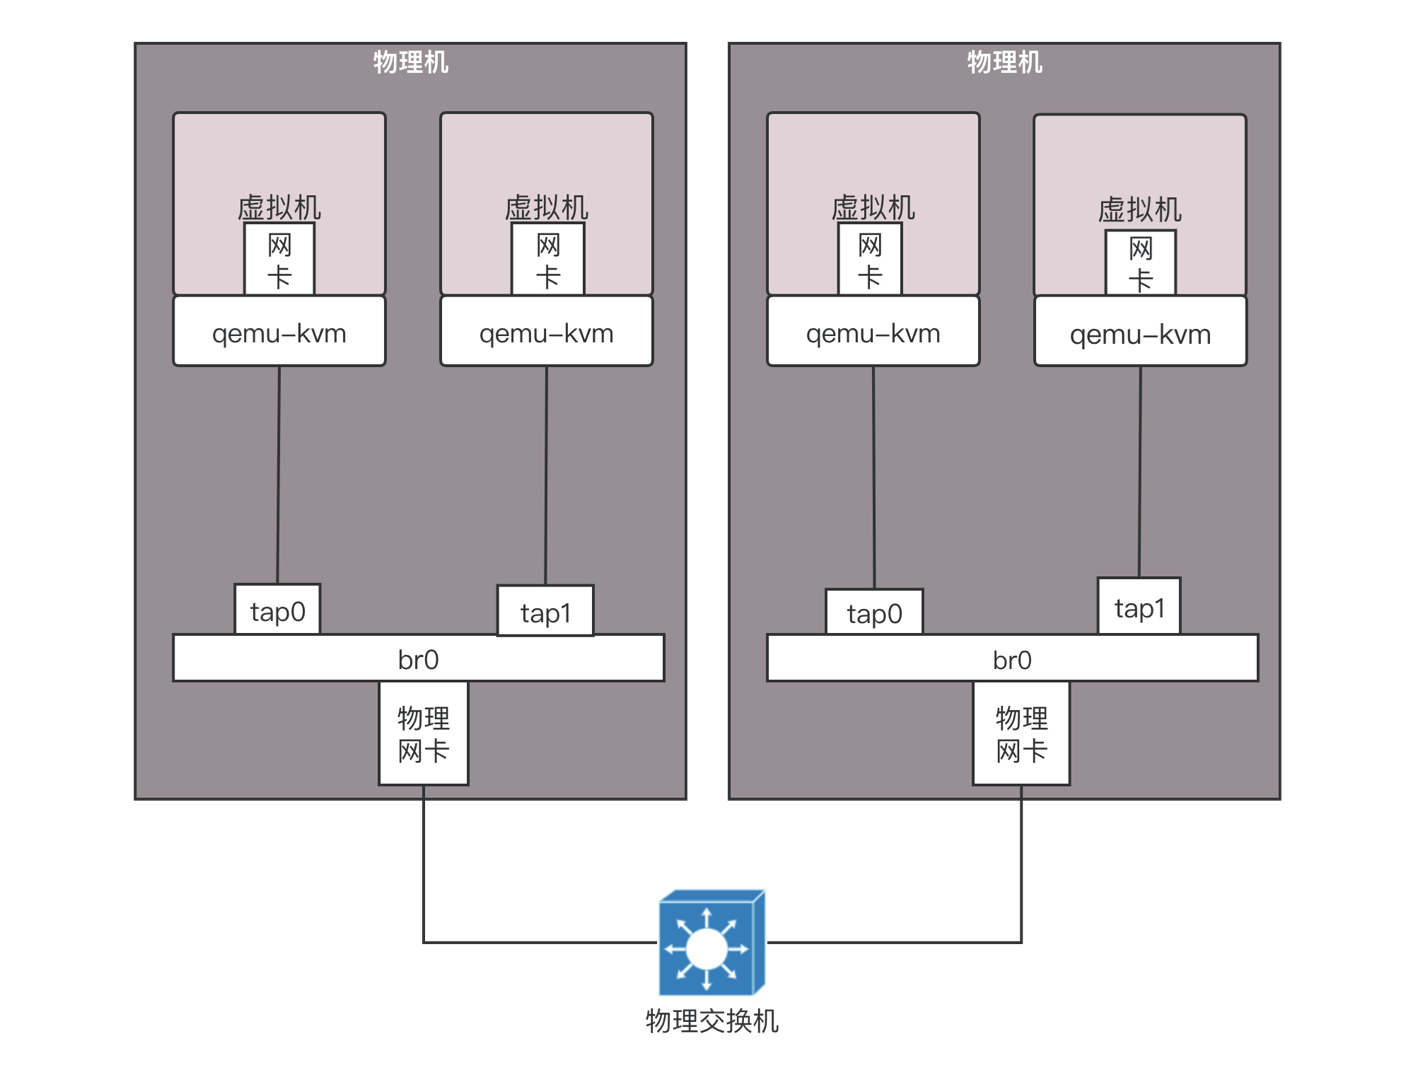 物理机
虚拟机
网
卡
qemu-kvm
虚拟机
网
卡
qemu-kvm
tap0
tap1
br0
物理
网卡
物理机
虚拟机
网
卡
qemu-kvm
虚拟机
网
卡
qemu-kvm
tap0
tap1
br0
物理
网卡
物理交换机